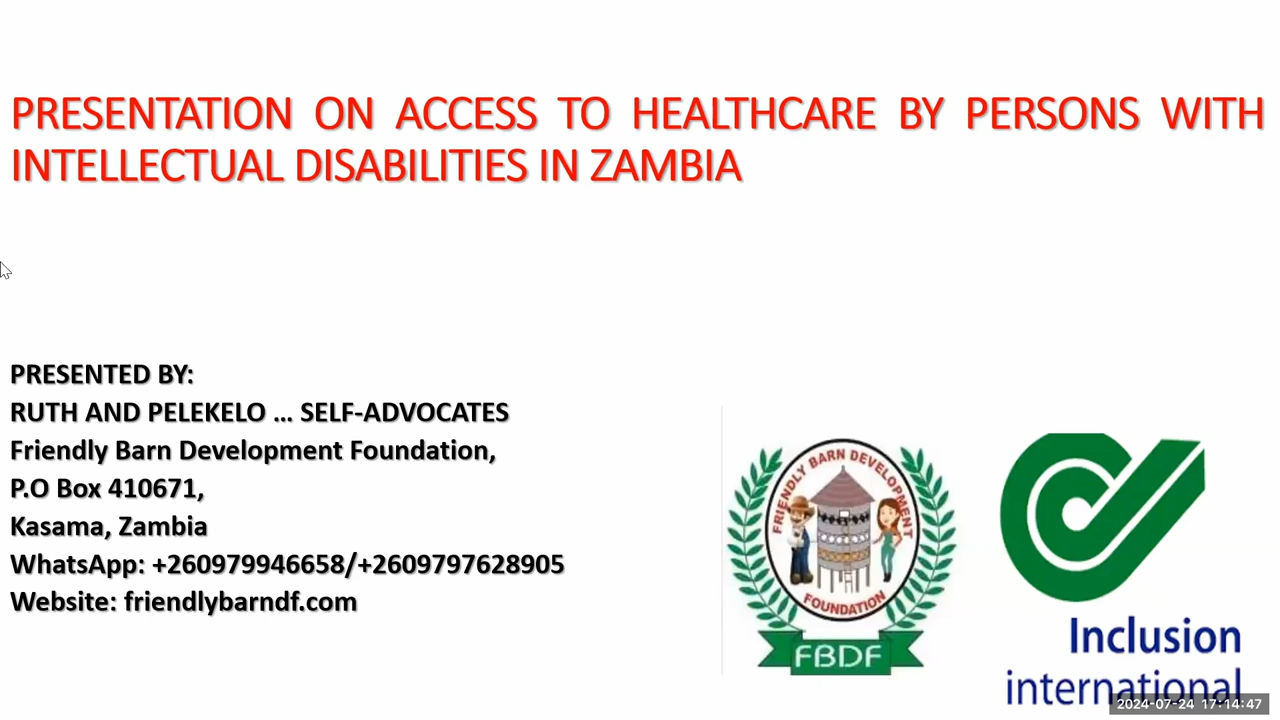 PRESENTATION ON ACCESS TO HEALTHCARE BY PERSONS WITH
INTELLECTUAL DISABILITIES IN ZAMBIA
PRESENTED BY:
RUTH AND PELEKELO ... SELF-ADVOCATES
Friendly Barn Development Foundation,
P.O Box 410671,
Kasama, Zambia
WhatsApp: +260979946658/+2609797628905
Website: friendlybarndf.com
FRIENDLY BARN DEVELOPMENT
FOUNDATION
FBDF
Inclusion
international
2024-07-24 17:14:47